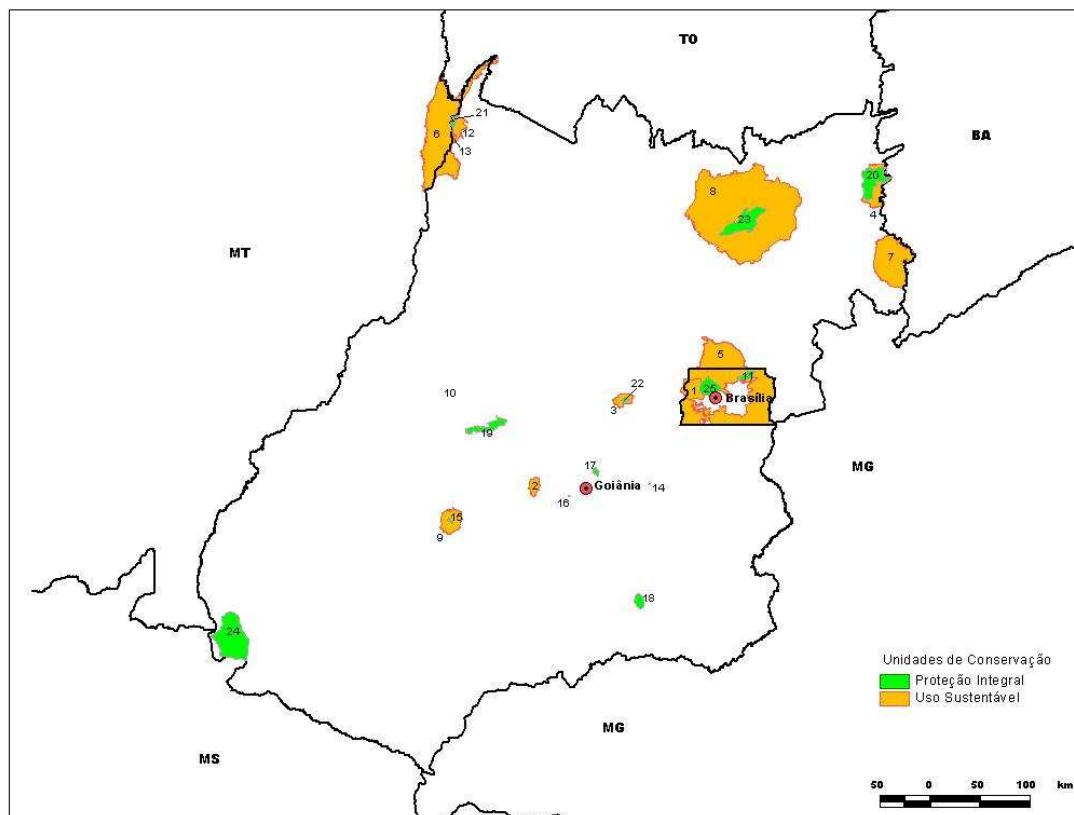 TO
21
6
12
13
BA
20
8
23
4
7
MT
5
11
22
10
1
25
Brasília
3
19
MG
17
2
Goiânia
14
16
15
9
18
24
Unidades de Conservação
Proteção Integral
Uso Sustentável
MG
MS
50 0 50 100 km